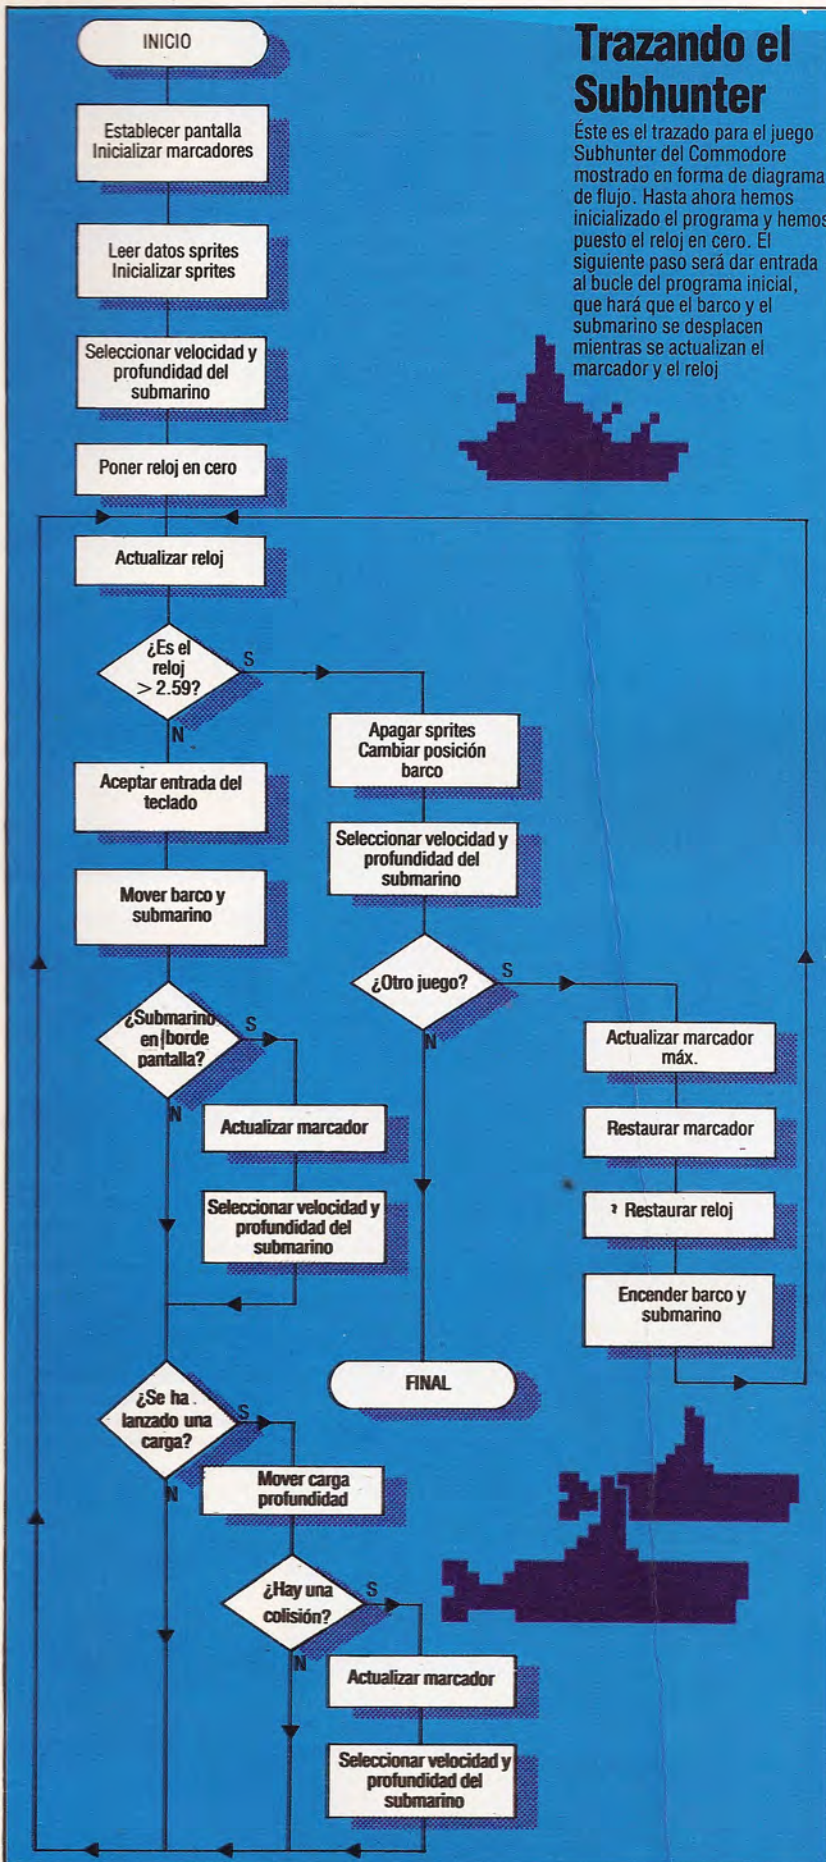 Trazando el
Subhunter
Éste es el trazado para el juego
Subhunter del Commodore
mostrado en forma de diagrama
de flujo. Hasta ahora hemos
inicializado el programa y hemos
puesto el reloj en cero. El
siguiente paso será dar entrada
al bucle del programa inicial,
que hará que el barco y el
submarino se desplacen
mientras se actualizan el
marcador y el reloj
INICIO
Establecer pantalla
Inicializar marcadores
Leer datos sprites
Inicializar sprites
Seleccionar velocidad y
profundidad del
submarino
Poner reloj en cero
Actualizar reloj
¿Es el
reloj
> 2.59?
S
N
Aceptar entrada del
teclado
Mover barco y
submarino
¿Submarino
en borde
pantalla?
S
N
Actualizar marcador
Seleccionar velocidad y
profundidad del
submarino
¿Se ha
lanzado una
carga?
S
N
Mover carga
profundidad
¿Hay una
colisión?
S
N
Actualizar marcador
Seleccionar velocidad y
profundidad del
submarino
Apagar sprites
Cambiar posición
barco
Seleccionar velocidad y
profundidad del
submarino
¿Otro juego?
S
N
FINAL
Actualizar marcador
máx.
Restaurar marcador
Restaurar reloj
Encender barco y
submarino